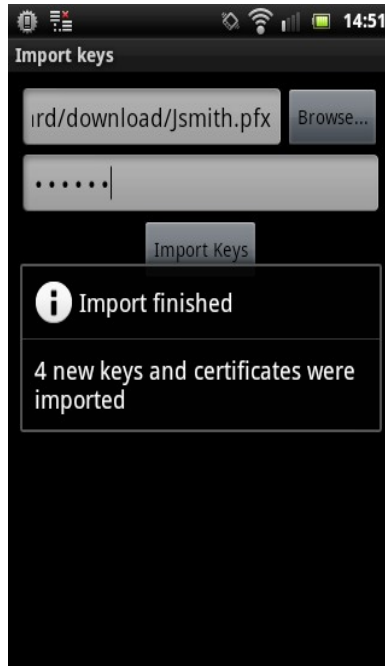 14:51
Import keys
ırd/download/Jsmith.pfx
Browse...
Import Keys
Import finished
4 new keys and certificates were
imported